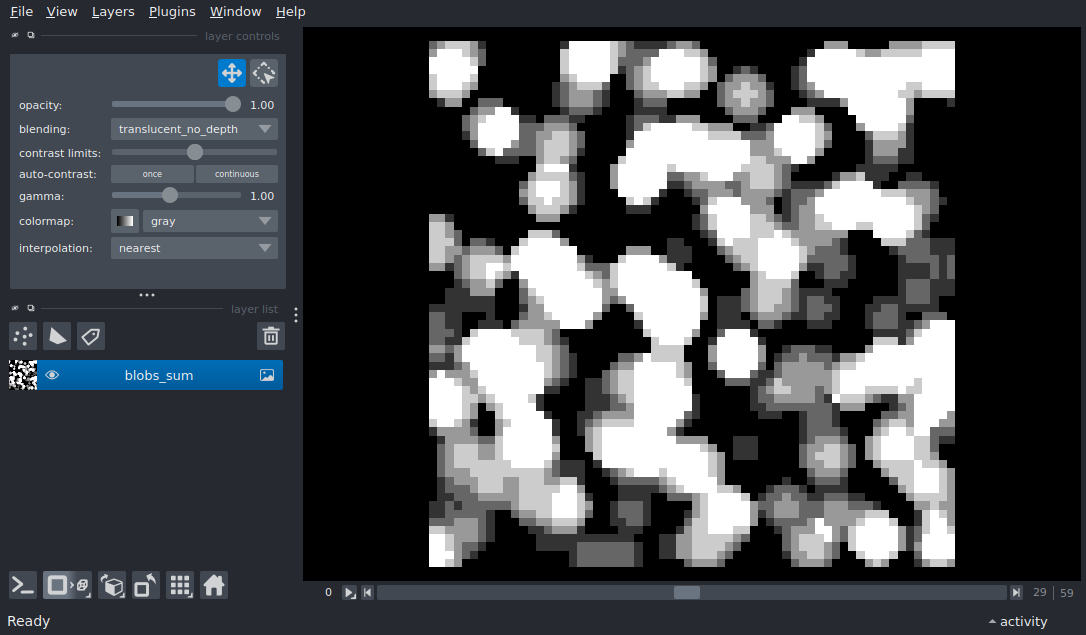 File View Layers Plugins Window Help
layer controls
opacity: 1.00
blending: translucent_no_depth
contrast limits:
auto-contrast: once continuous
gamma: 1.00
colormap: gray
interpolation: nearest
layer list
blobs_sum
0 29 59
Ready activity